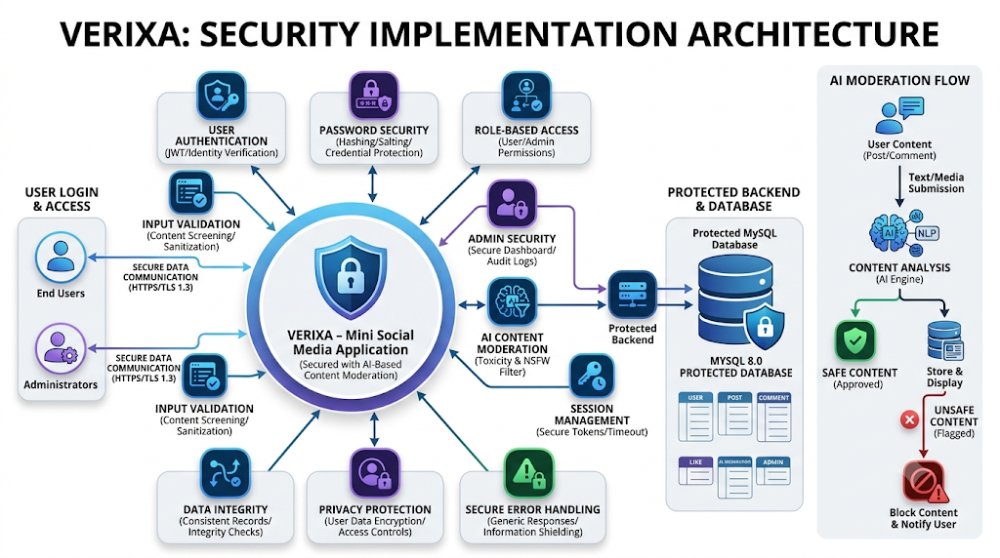 VERIXA: SECURITY IMPLEMENTATION ARCHITECTURE
USER
AUTHENTICATION
(JWT/Identity Verification)
PASSWORD SECURITY
(Hashing/Salting/
Credential Protection)
ROLE-BASED ACCESS
(User/Admin
Permissions)
USER LOGIN
& ACCESS
End Users
Administrators
INPUT VALIDATION
(Content Screening/
Sanitization)
SECURE DATA
COMMUNICATION
(HTTPS/TLS 1.3)
SECURE DATA
COMMUNICATION
(HTTPS/TLS 1.3)
INPUT VALIDATION
(Content Screening/
Sanitization)
VERIXA – Mini Social
Media Application
(Secured with AI-Based
Content Moderation)
ADMIN SECURITY
(Secure Dashboard/
Audit Logs)
AI CONTENT
MODERATION
(Toxicity & NSFW
Filter)
SESSION
MANAGEMENT
(Secure Tokens/Timeout)
Protected
Backend
DATA INTEGRITY
(Consistent Records/
Integrity Checks)
PRIVACY PROTECTION
(User Data Encryption/
Access Controls)
SECURE ERROR HANDLING
(Generic Responses/
Information Shielding)
PROTECTED BACKEND
& DATABASE
Protected MySQL
Database
MYSQL 8.0
PROTECTED DATABASE
USER
POST
COMMENT
LIKE
ADMIN
AI MODERATION FLOW
User Content
(Post/Comment)
Text/Media
Submission
AI
NLP
CONTENT ANALYSIS
(AI Engine)
SAFE CONTENT
(Approved)
Store &
Display
UNSAFE
CONTENT
(Flagged)
Block Content
& Notify User